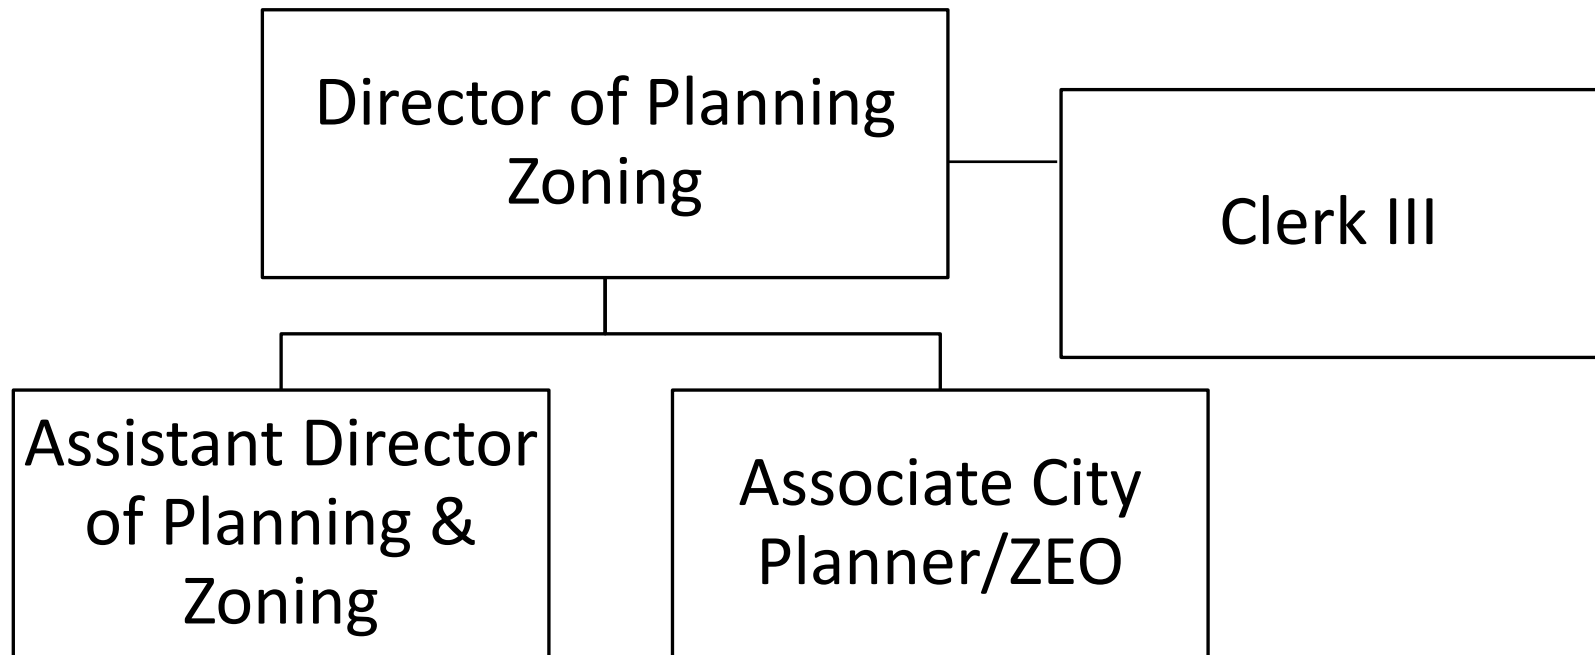 Director of Planning
Zoning
Clerk III
Assistant Director
of Planning &
Zoning
Associate City
Planner/ZEO